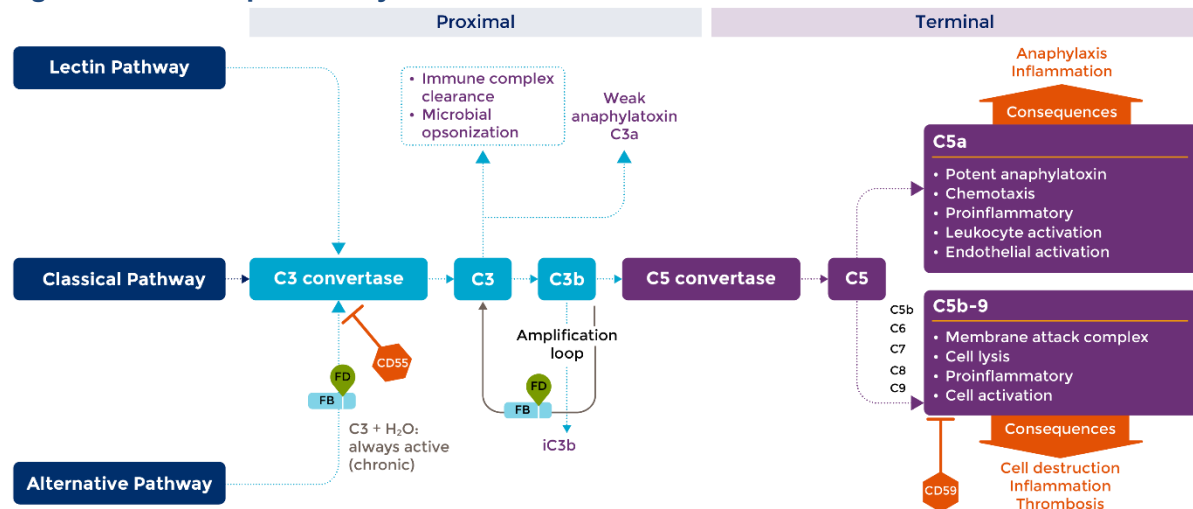 Proximal
Terminal
Lectin Pathway
• Immune complex
clearance
• Microbial
opsonization
Weak
anaphylatoxin
C3a
Anaphylaxis
Inflammation
Consequences
C5a
• Potent anaphylatoxin
• Chemotaxis
• Proinflammatory
• Leukocyte activation
• Endothelial activation
Classical Pathway
C3 convertase
C3
C3b
C5 convertase
C5
CD55
FD
FB
C3 + H₂O:
always active
(chronic)
Amplification
loop
FD
FB
iC3b
C5b
C6
C7
C8
C9
C5b-9
• Membrane attack complex
• Cell lysis
• Proinflammatory
• Cell activation
Consequences
Alternative Pathway
CD59
Cell destruction
Inflammation
Thrombosis